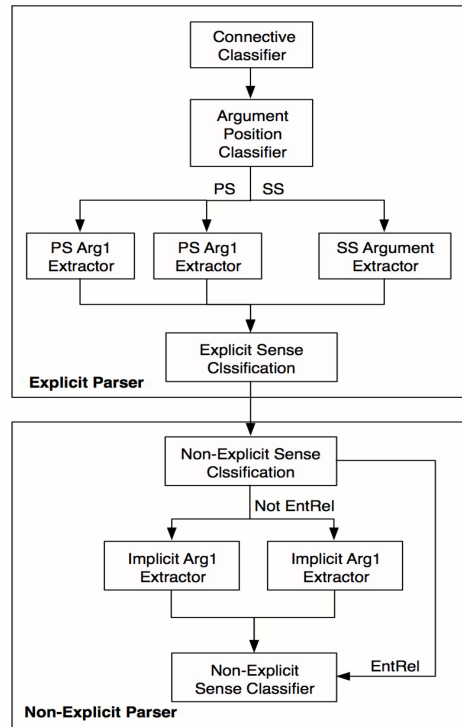 Connective
Classifier
Argument
Position
Classifier
PS
SS
PS Arg1
Extractor
PS Arg1
Extractor
SS Argument
Extractor
Explicit Sense
Clssification
Explicit Parser
Non-Explicit Sense
Clssification
Not EntRel
Implicit Arg1
Extractor
Implicit Arg1
Extractor
EntRel
Non-Explicit
Sense Classifier
Non-Explicit Parser